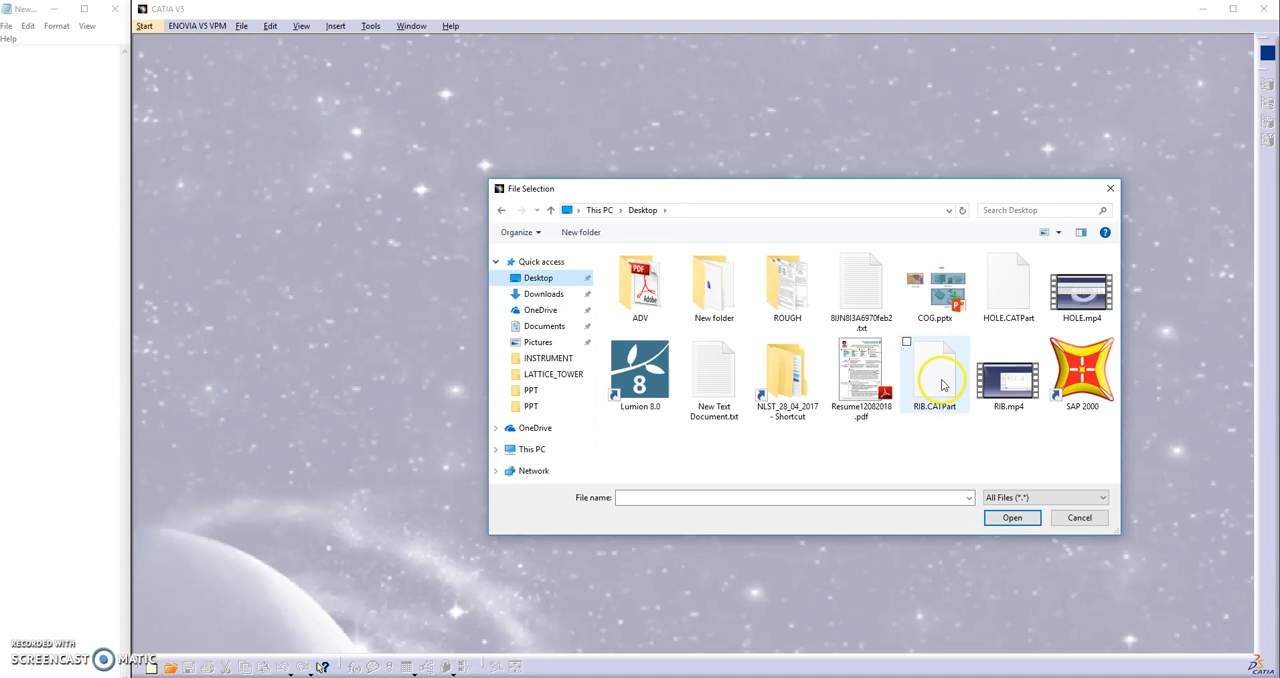 New...
File Edit Format View
Help
CATIA V5
Start ENOVIA V5 VPM File Edit View Insert Tools Window Help
File Selection
This PC > Desktop >
Search Desktop
Organize New folder
Quick access
Desktop
Downloads
OneDrive
Documents
Pictures
INSTRUMENT
LATTICE_TOWER
PPT
PPT
OneDrive
This PC
Network
PDF
Adobe
ADV
New folder
ROUGH
8UN8I3A6970feb2
.txt
COG.pptx
HOLE.CATPart
HOLE.mp4
8
Lumion 8.0
New Text
Document.txt
NLST_28_04_2017
- Shortcut
Resume12082018
.pdf
RIB.CATPart
RIB.mp4
SAP 2000
File name:
All Files (*.*)
Open Cancel
RECORDED WITH
SCREENCAST MATIC
CATIA